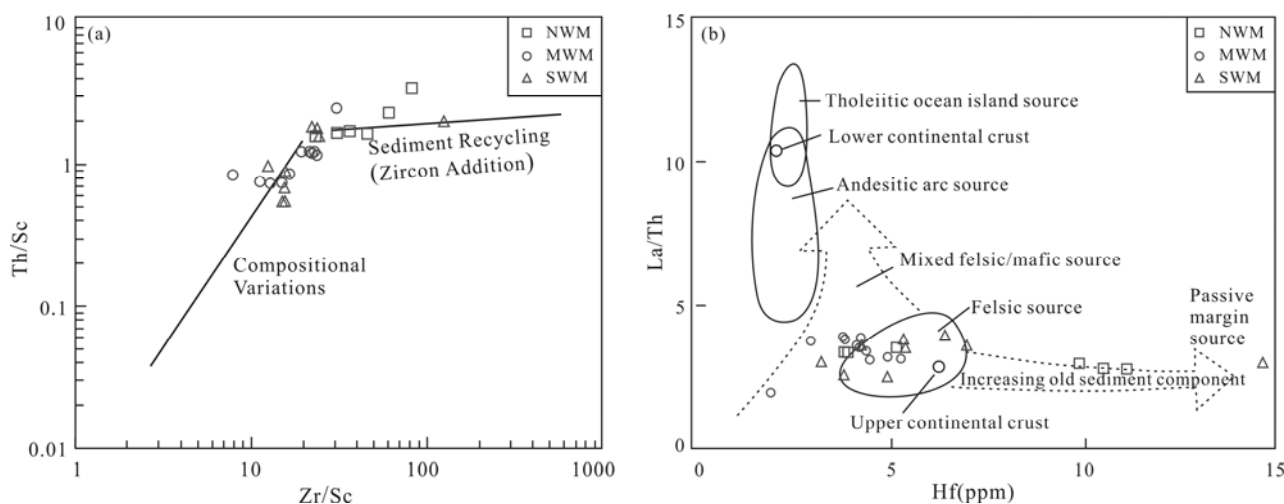 (a)
NWM
MWM
SWM
10
1
0.1
0.01
Th/Sc
Sediment Recycling
(Zircon Addition)
Compositional
Variations
1
10
100
1000
Zr/Sc
(b)
NWM
MWM
SWM
15
10
5
0
La/Th
Tholeiitic ocean island source
Lower continental crust
Andesitic arc source
Mixed felsic/mafic source
Felsic source
Passive
margin
source
Increasing old sediment component
Upper continental crust
0
5
10
15
Hf(ppm)